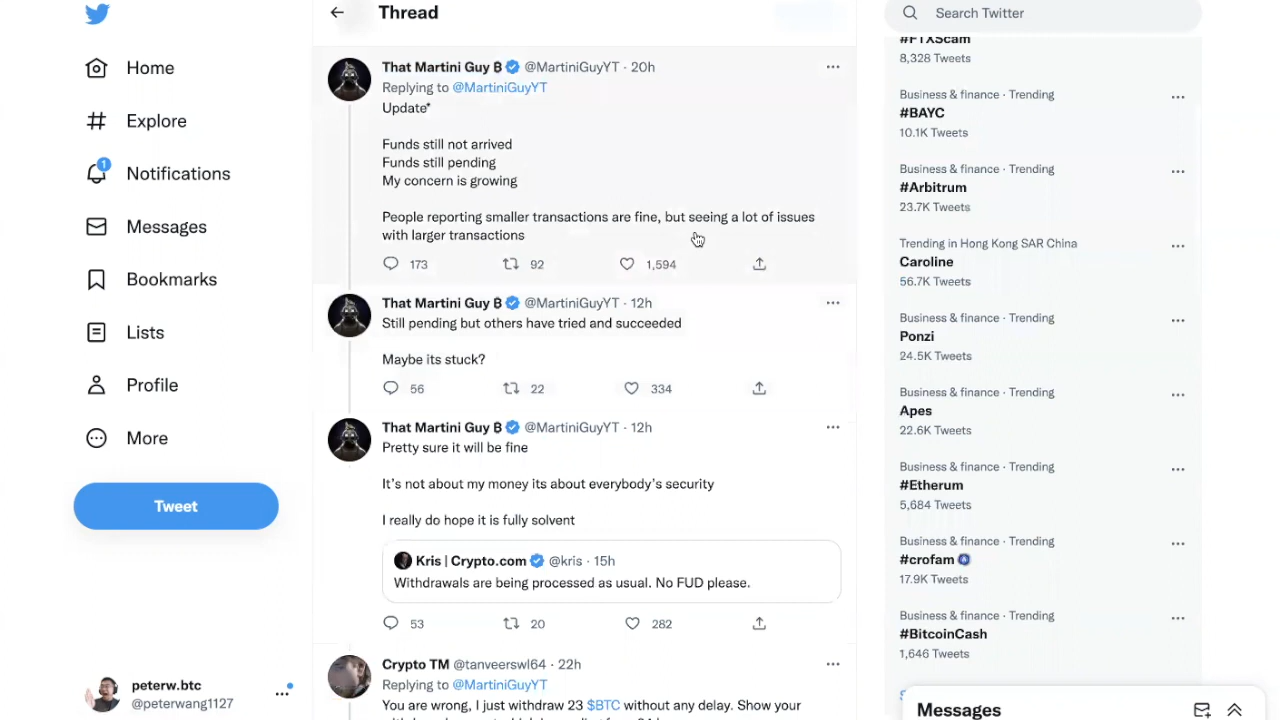 Home
Explore
1
Notifications
Messages
Bookmarks
Lists
Profile
More
Tweet
peterw.btc
@peterwang1127
Thread
That Martini Guy ₿ @MartiniGuyYT · 20h
Replying to @MartiniGuyYT
Update*
Funds still not arrived
Funds still pending
My concern is growing
People reporting smaller transactions are fine, but seeing a lot of issues
with larger transactions
173 92 1,594
That Martini Guy ₿ @MartiniGuyYT · 12h
Still pending but others have tried and succeeded
Maybe its stuck?
56 22 334
That Martini Guy ₿ @MartiniGuyYT · 12h
Pretty sure it will be fine
It's not about my money its about everybody's security
I really do hope it is fully solvent
Kris | Crypto.com @kris · 15h
Withdrawals are being processed as usual. No FUD please.
53 20 282
Crypto TM @tanveerswl64 · 22h
Replying to @MartiniGuyYT
You are wrong, I just withdraw 23 $BTC without any delay. Show your
Search Twitter
#FTXScam
8,328 Tweets
Business & finance · Trending
#BAYC
10.1K Tweets
Business & finance · Trending
#Arbitrum
23.7K Tweets
Trending in Hong Kong SAR China
Caroline
56.7K Tweets
Business & finance · Trending
Ponzi
24.5K Tweets
Business & finance · Trending
Apes
22.6K Tweets
Business & finance · Trending
#Etherum
5,684 Tweets
Business & finance · Trending
#crofam
17.9K Tweets
Business & finance · Trending
#BitcoinCash
1,646 Tweets
Messages